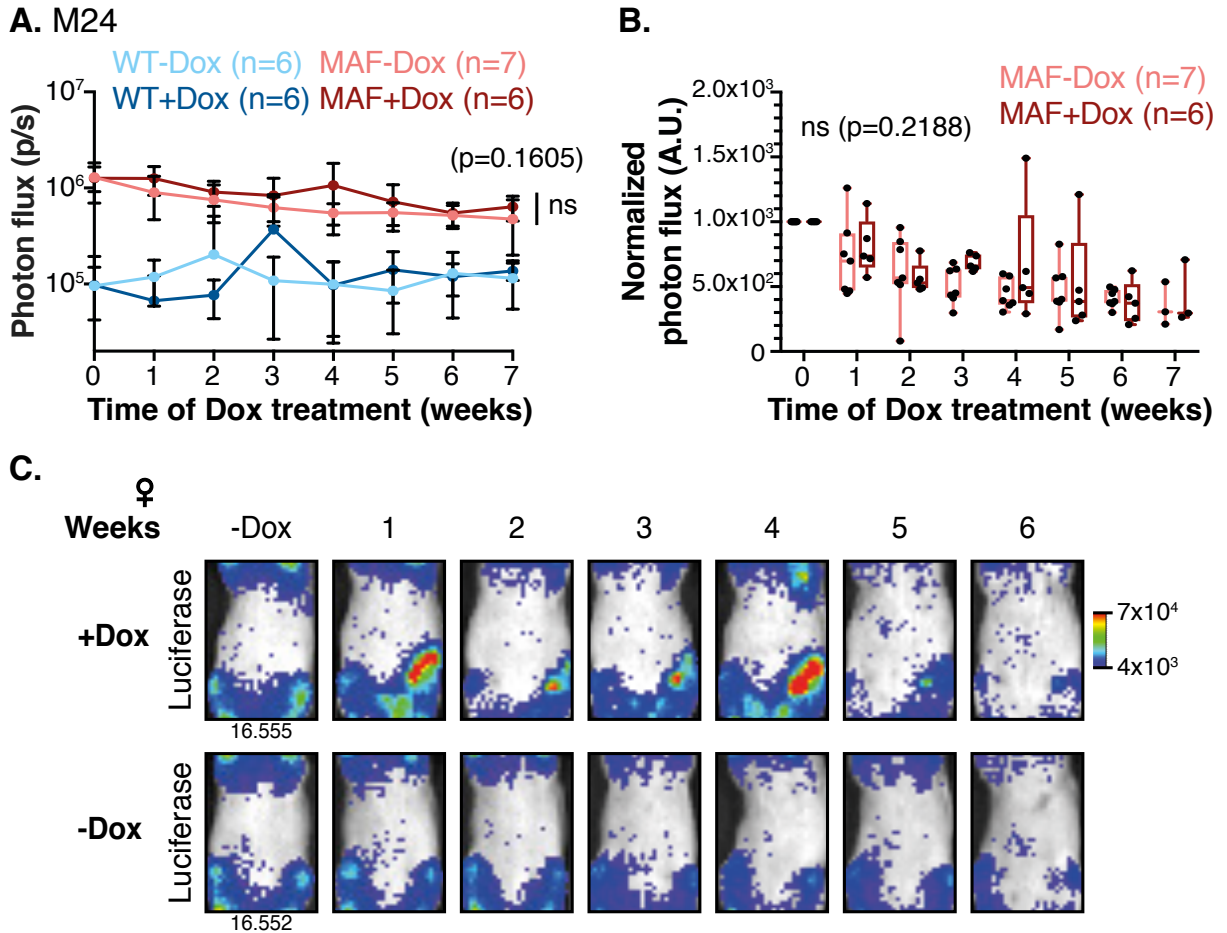 A. M24
WT-Dox (n=6) MAF-Dox (n=7)
WT+Dox (n=6) MAF+Dox (n=6)
Photon flux (p/s)
10⁷
10⁶
10⁵
(p=0.1605)
ns
0 1 2 3 4 5 6 7
Time of Dox treatment (weeks)
B.
MAF-Dox (n=7)
MAF+Dox (n=6)
ns (p=0.2188)
Normalized
photon flux (A.U.)
2.0x10³
1.5x10³
1.0x10³
5.0x10²
0
0 1 2 3 4 5 6 7
Time of Dox treatment (weeks)
C.
♀
Weeks -Dox 1 2 3 4 5 6
+Dox
Luciferase
16.555
7x10⁴
4x10³
-Dox
Luciferase
16.552